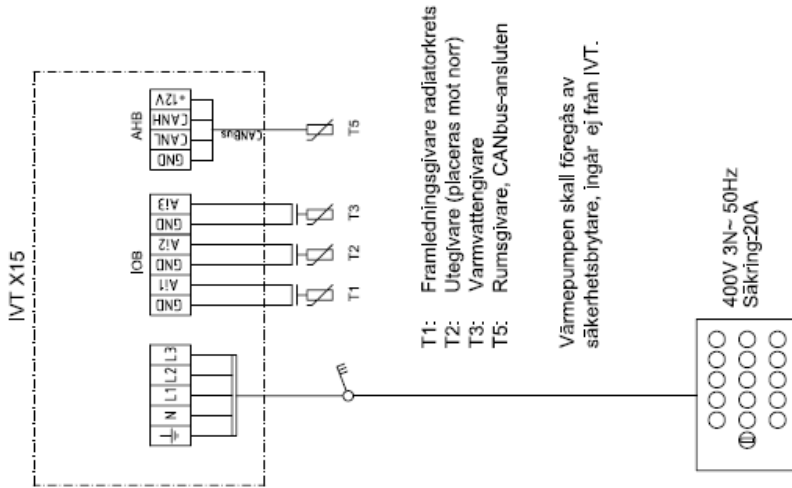 IVT X15
AHB
+12V
CANH
CANL
GND
CANBus
T5
IOB
Ai3
GND
Ai2
GND
Ai1
GND
T3
T2
T1
L3
L2
L1
N
T1: Framledningsgivare radiatorkrets
T2: Utegivare (placeras mot norr)
T3: Varmvattengivare
T5: Rumsgivare, CANbus-ansluten
Värmepumpen skall föregås av
säkerhetsbrytare, ingår ej från IVT.
400V 3N~ 50Hz
Säkring:20A